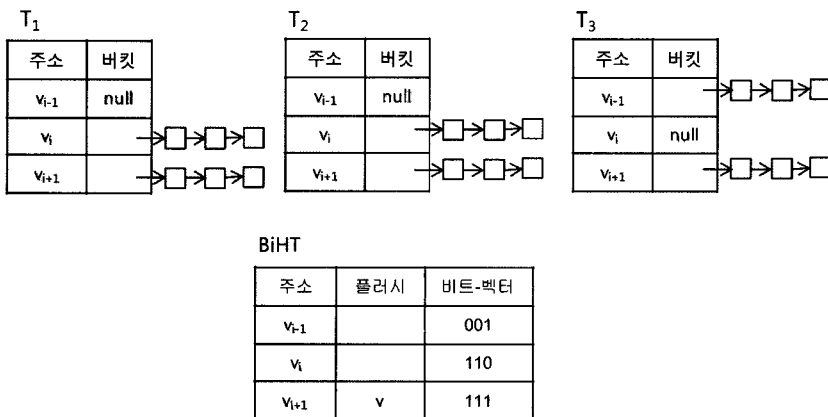 T₁
주소 버킷
vᵢ₋₁ null
vᵢ
vᵢ₊₁
T₂
주소 버킷
vᵢ₋₁ null
vᵢ
vᵢ₊₁
T₃
주소 버킷
vᵢ₋₁
vᵢ null
vᵢ₊₁
BiHT
주소 플러시 비트-벡터
vᵢ₋₁ 001
vᵢ 110
vᵢ₊₁ v 111